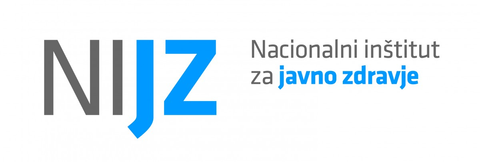 NIJZ
Nacionalni inštitut
za javno zdravje